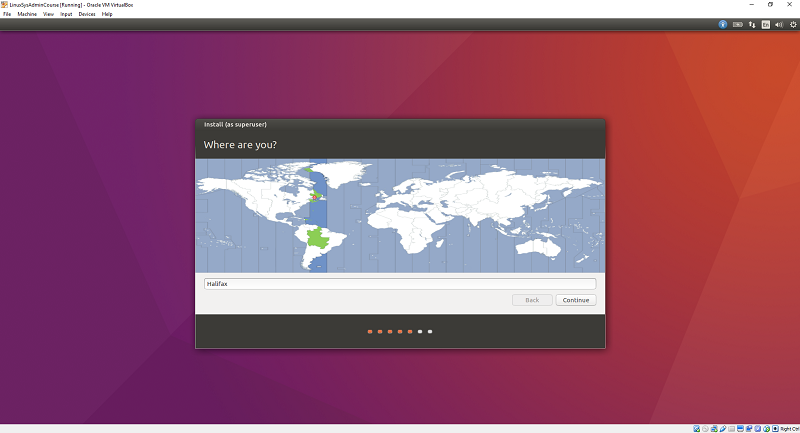 LinuxSysAdminCourse [Running] - Oracle VM VirtualBox
File Machine View Input Devices Help
En
Install (as superuser)
Where are you?
Halifax
Back Continue
Right Ctrl